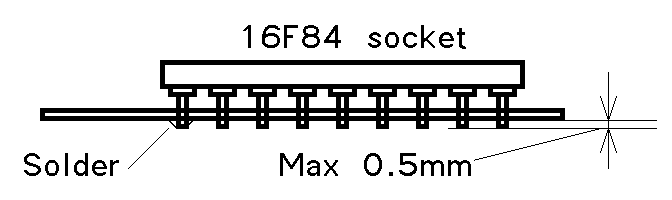 16F84 socket
Solder
Max 0.5mm